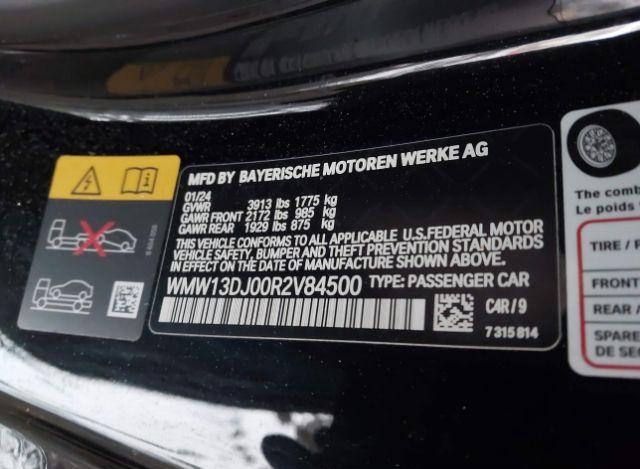 MFD BY BAYERISCHE MOTOREN WERKE AG
01/24
GVWR 3913 lbs 1775 kg
GAWR FRONT 2172 lbs 985 kg
GAWR REAR 1929 lbs 875 kg
THIS VEHICLE CONFORMS TO ALL APPLICABLE U.S.FEDERAL MOTOR
VEHICLE SAFETY, BUMPER AND THEFT PREVENTION STANDARDS
IN EFFECT ON THE DATE OF MANUFACTURE SHOWN ABOVE.
WMW13DJ00R2V84500 TYPE: PASSENGER CAR
C4R/9
7 315 814
The comb
Le poids
TIRE / P
FRONT
REAR /
SPARE
DE SEC